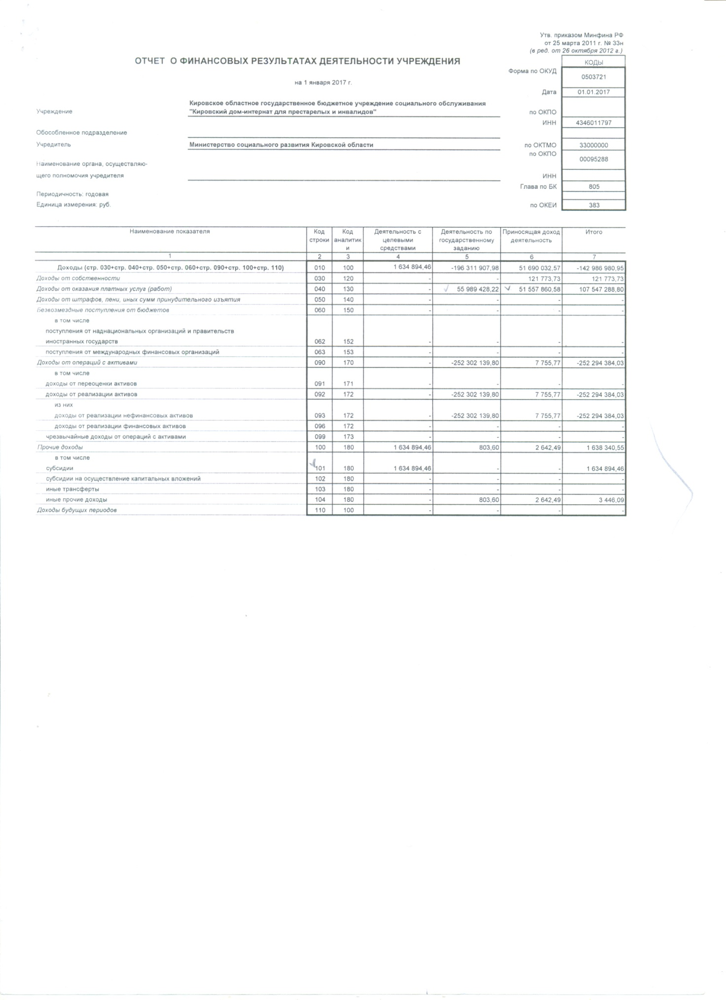 Утв. приказом Минфина РФ
от 25 марта 2011 г. № 33н
(в ред. от 26 октября 2012 г.)
ОТЧЕТ О ФИНАНСОВЫХ РЕЗУЛЬТАТАХ ДЕЯТЕЛЬНОСТИ УЧРЕЖДЕНИЯ
КОДЫ
Форма по ОКУД 0503721
на 1 января 2017 г.
Дата 01.01.2017
Кировское областное государственное бюджетное учреждение социального обслуживания
Учреждение "Кировский дом-интернат для престарелых и инвалидов" по ОКПО
ИНН 4346011797
Обособленное подразделение
Учредитель Министерство социального развития Кировской области по ОКТМО 33000000
по ОКПО 00095288
Наименование органа, осуществляю-
щего полномочия учредителя ИНН
Глава по БК 805
Периодичность: годовая
Единица измерения: руб. по ОКЕИ 383
Наименование показателя Код строки Код аналитики Деятельность с целевыми средствами Деятельность по государственному заданию Приносящая доход деятельность Итого
1 2 3 4 5 6 7
Доходы (стр. 030+стр. 040+стр. 050+стр. 060+стр. 090+стр. 100+стр. 110) 010 100 1 634 894,46 -196 311 907,98 51 690 032,57 -142 986 980,95
Доходы от собственности 030 120 - - 121 773,73 121 773,73
Доходы от оказания платных услуг (работ) 040 130 - 55 989 428,22 51 557 860,58 107 547 288,80
Доходы от штрафов, пени, иных сумм принудительного изъятия 050 140 - - - -
Безвозмездные поступления от бюджетов 060 150 - - - -
в том числе
поступления от наднациональных организаций и правительств
иностранных государств 062 152 - - - -
поступления от международных финансовых организаций 063 153 - - - -
Доходы от операций с активами 090 170 - -252 302 139,80 7 755,77 -252 294 384,03
в том числе
доходы от переоценки активов 091 171 - - - -
доходы от реализации активов 092 172 - -252 302 139,80 7 755,77 -252 294 384,03
из них
доходы от реализации нефинансовых активов 093 172 - -252 302 139,80 7 755,77 -252 294 384,03
доходы от реализации финансовых активов 096 172 - - - -
чрезвычайные доходы от операций с активами 099 173 - - - -
Прочие доходы 100 180 1 634 894,46 803,60 2 642,49 1 638 340,55
в том числе
субсидии 101 180 1 634 894,46 - - 1 634 894,46
субсидии на осуществление капитальных вложений 102 180 - - - -
иные трансферты 103 180 - - - -
иные прочие доходы 104 180 - 803,60 2 642,49 3 446,09
Доходы будущих периодов 110 100 - - - -